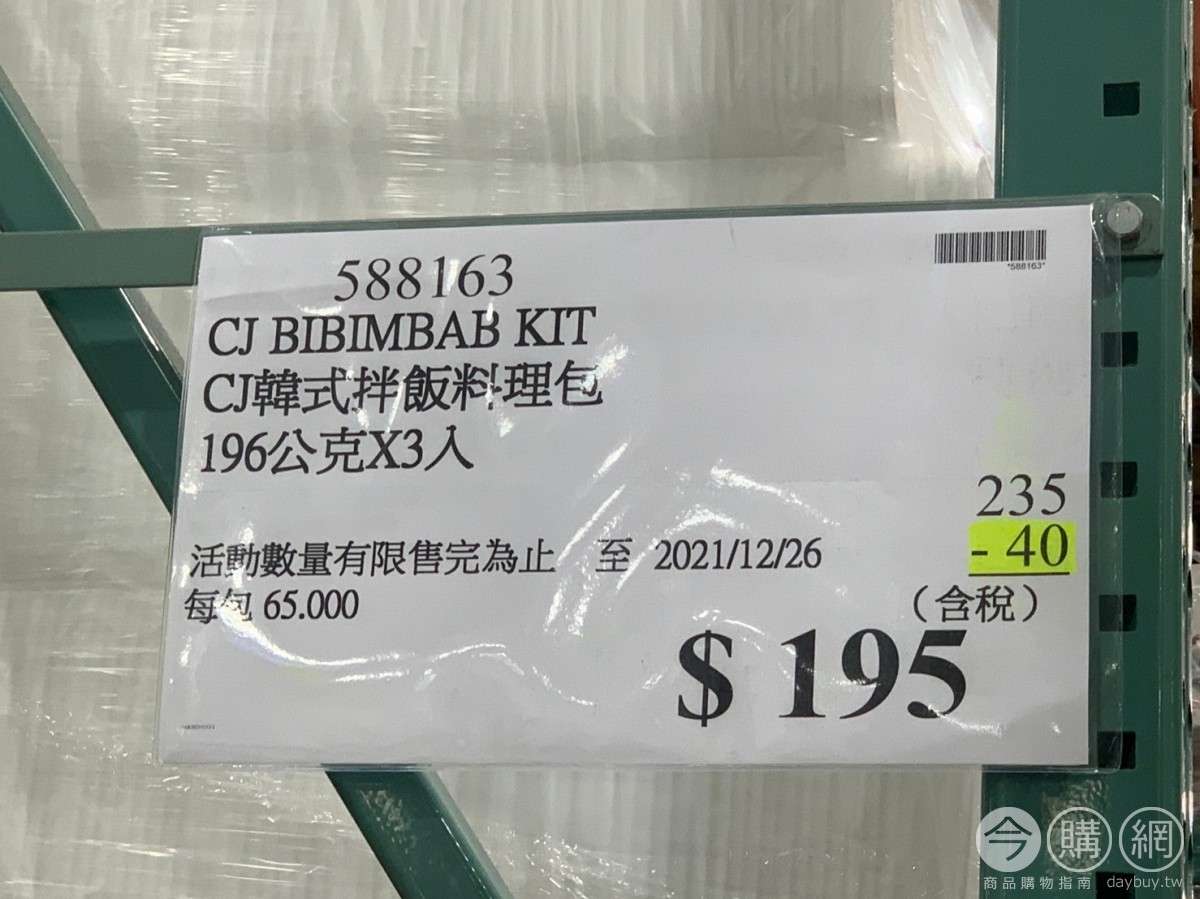 588163
*588163*
CJ BIBIMBAB KIT
CJ韓式拌飯料理包
196公克X3入
235
- 40
活動數量有限售完為止 至 2021/12/26
每包 65.000
(含稅)
$ 195
今購網
商品購物指南 daybuy.tw